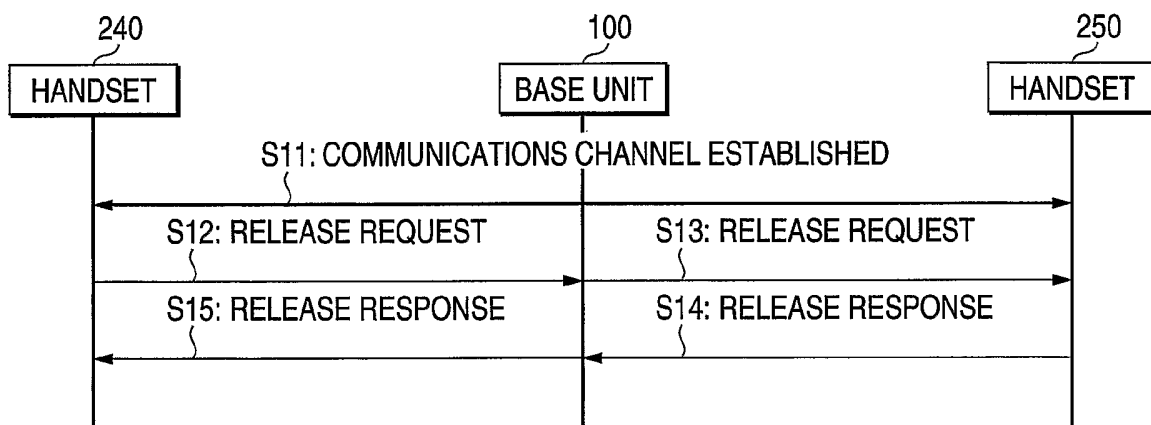 240
100
250
HANDSET
BASE UNIT
HANDSET
S11: COMMUNICATIONS CHANNEL ESTABLISHED
S12: RELEASE REQUEST
S13: RELEASE REQUEST
S15: RELEASE RESPONSE
S14: RELEASE RESPONSE